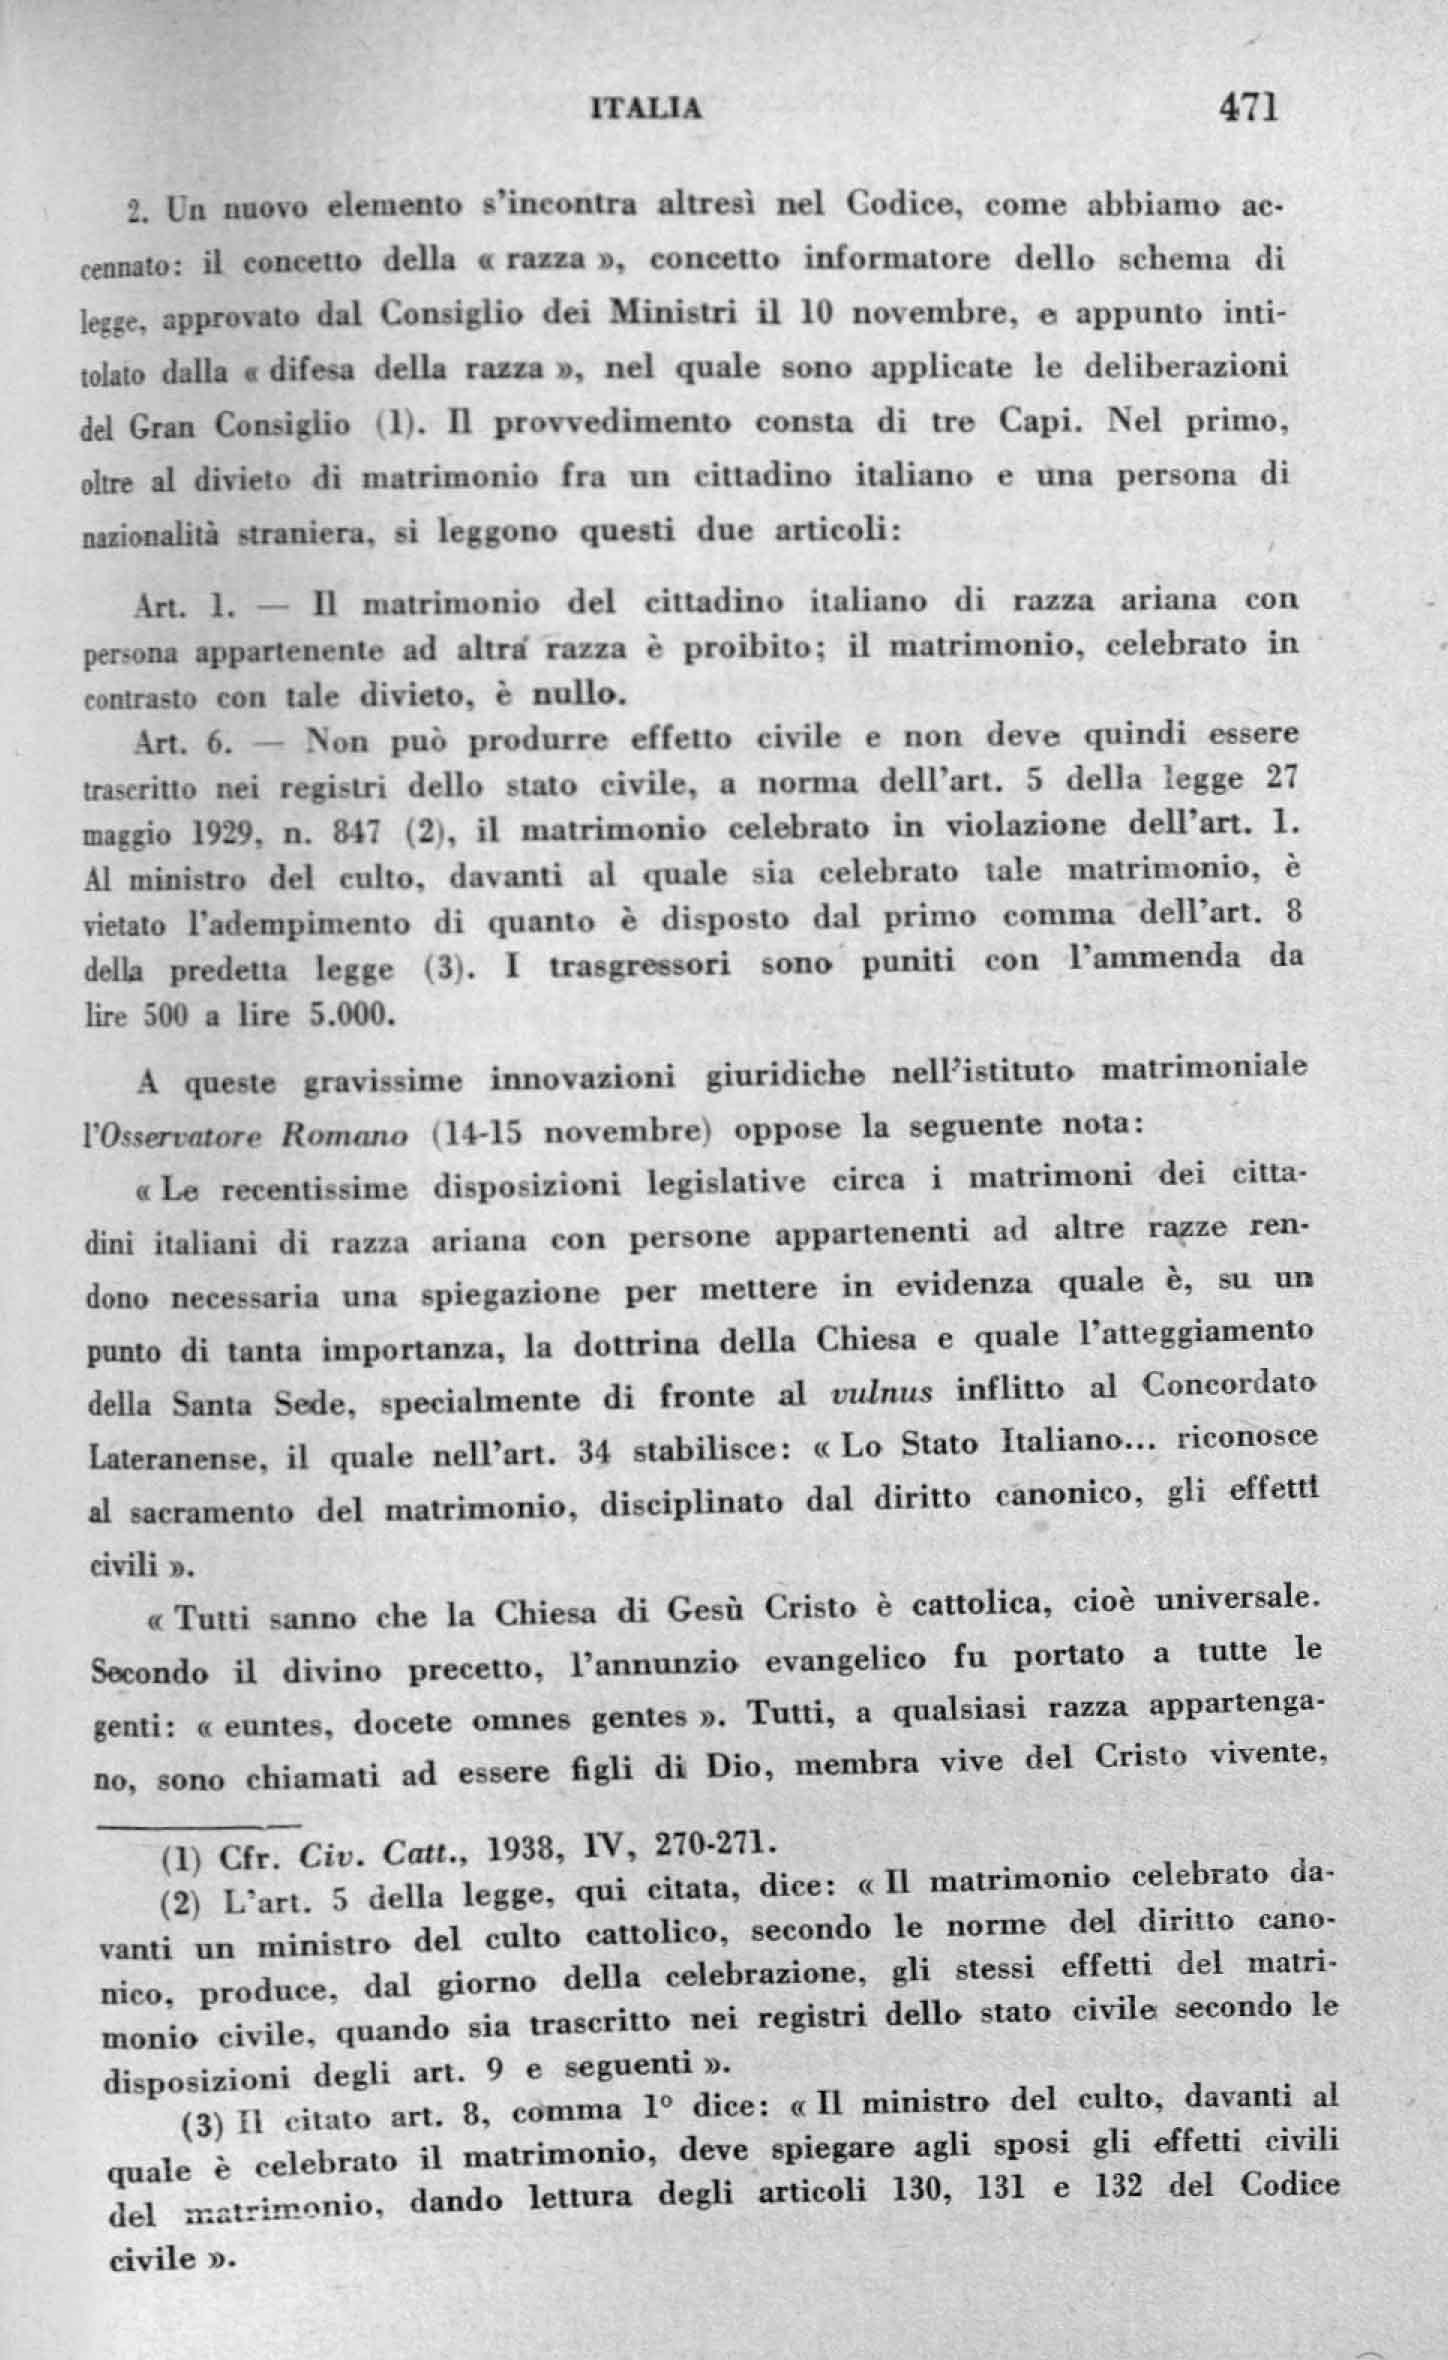 ITALIA 471
2. Un nuovo elemento s'incontra altresì nel Codice, come abbiamo ac-
cennato: il concetto della « razza », concetto informatore dello schema di
legge, approvato dal Consiglio dei Ministri il 10 novembre, e appunto inti-
tolato dalla « difesa della razza », nel quale sono applicate le deliberazioni
del Gran Consiglio (1). Il provvedimento consta di tre Capi. Nel primo,
oltre al divieto di matrimonio fra un cittadino italiano e una persona di
nazionalità straniera, si leggono questi due articoli:
Art. 1. — Il matrimonio del cittadino italiano di razza ariana con
persona appartenente ad altra razza è proibito; il matrimonio, celebrato in
contrasto con tale divieto, è nullo.
Art. 6. — Non può produrre effetto civile e non deve quindi essere
trascritto nei registri dello stato civile, a norma dell'art. 5 della legge 27
maggio 1929, n. 847 (2), il matrimonio celebrato in violazione dell'art. 1.
Al ministro del culto, davanti al quale sia celebrato tale matrimonio, è
vietato l'adempimento di quanto è disposto dal primo comma dell'art. 8
della predetta legge (3). I trasgressori sono puniti con l'ammenda da
lire 500 a lire 5.000.
A queste gravissime innovazioni giuridiche nell'istituto matrimoniale
l'Osservatore Romano (14-15 novembre) oppose la seguente nota:
« Le recentissime disposizioni legislative circa i matrimoni dei citta-
dini italiani di razza ariana con persone appartenenti ad altre razze ren-
dono necessaria una spiegazione per mettere in evidenza quale è, su un
punto di tanta importanza, la dottrina della Chiesa e quale l'atteggiamento
della Santa Sede, specialmente di fronte al vulnus inflitto al Concordato
Lateranense, il quale nell'art. 34 stabilisce: « Lo Stato Italiano... riconosce
al sacramento del matrimonio, disciplinato dal diritto canonico, gli effetti
civili ».
« Tutti sanno che la Chiesa di Gesù Cristo è cattolica, cioè universale.
Secondo il divino precetto, l'annunzio evangelico fu portato a tutte le
genti: « euntes, docete omnes gentes ». Tutti, a qualsiasi razza appartenga-
no, sono chiamati ad essere figli di Dio, membra vive del Cristo vivente,
(1) Cfr. Civ. Catt., 1938, IV, 270-271.
(2) L'art. 5 della legge, qui citata, dice: « Il matrimonio celebrato da-
vanti un ministro del culto cattolico, secondo le norme del diritto cano-
nico, produce, dal giorno della celebrazione, gli stessi effetti del matri-
monio civile, quando sia trascritto nei registri dello stato civile secondo le
disposizioni degli art. 9 e seguenti ».
(3) Il citato art. 8, comma 1º dice: « Il ministro del culto, davanti al
quale è celebrato il matrimonio, deve spiegare agli sposi gli effetti civili
del matrimonio, dando lettura degli articoli 130, 131 e 132 del Codice
civile ».